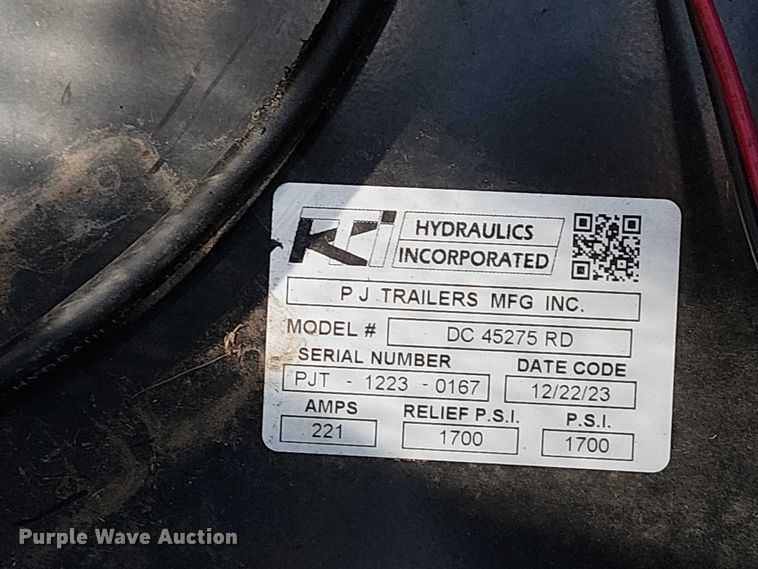 KTI HYDRAULICS
INCORPORATED
P J TRAILERS MFG INC.
MODEL # DC 45275 RD
SERIAL NUMBER DATE CODE
PJT - 1223 - 0167 12/22/23
AMPS RELIEF P.S.I. P.S.I.
221 1700 1700
Purple Wave Auction